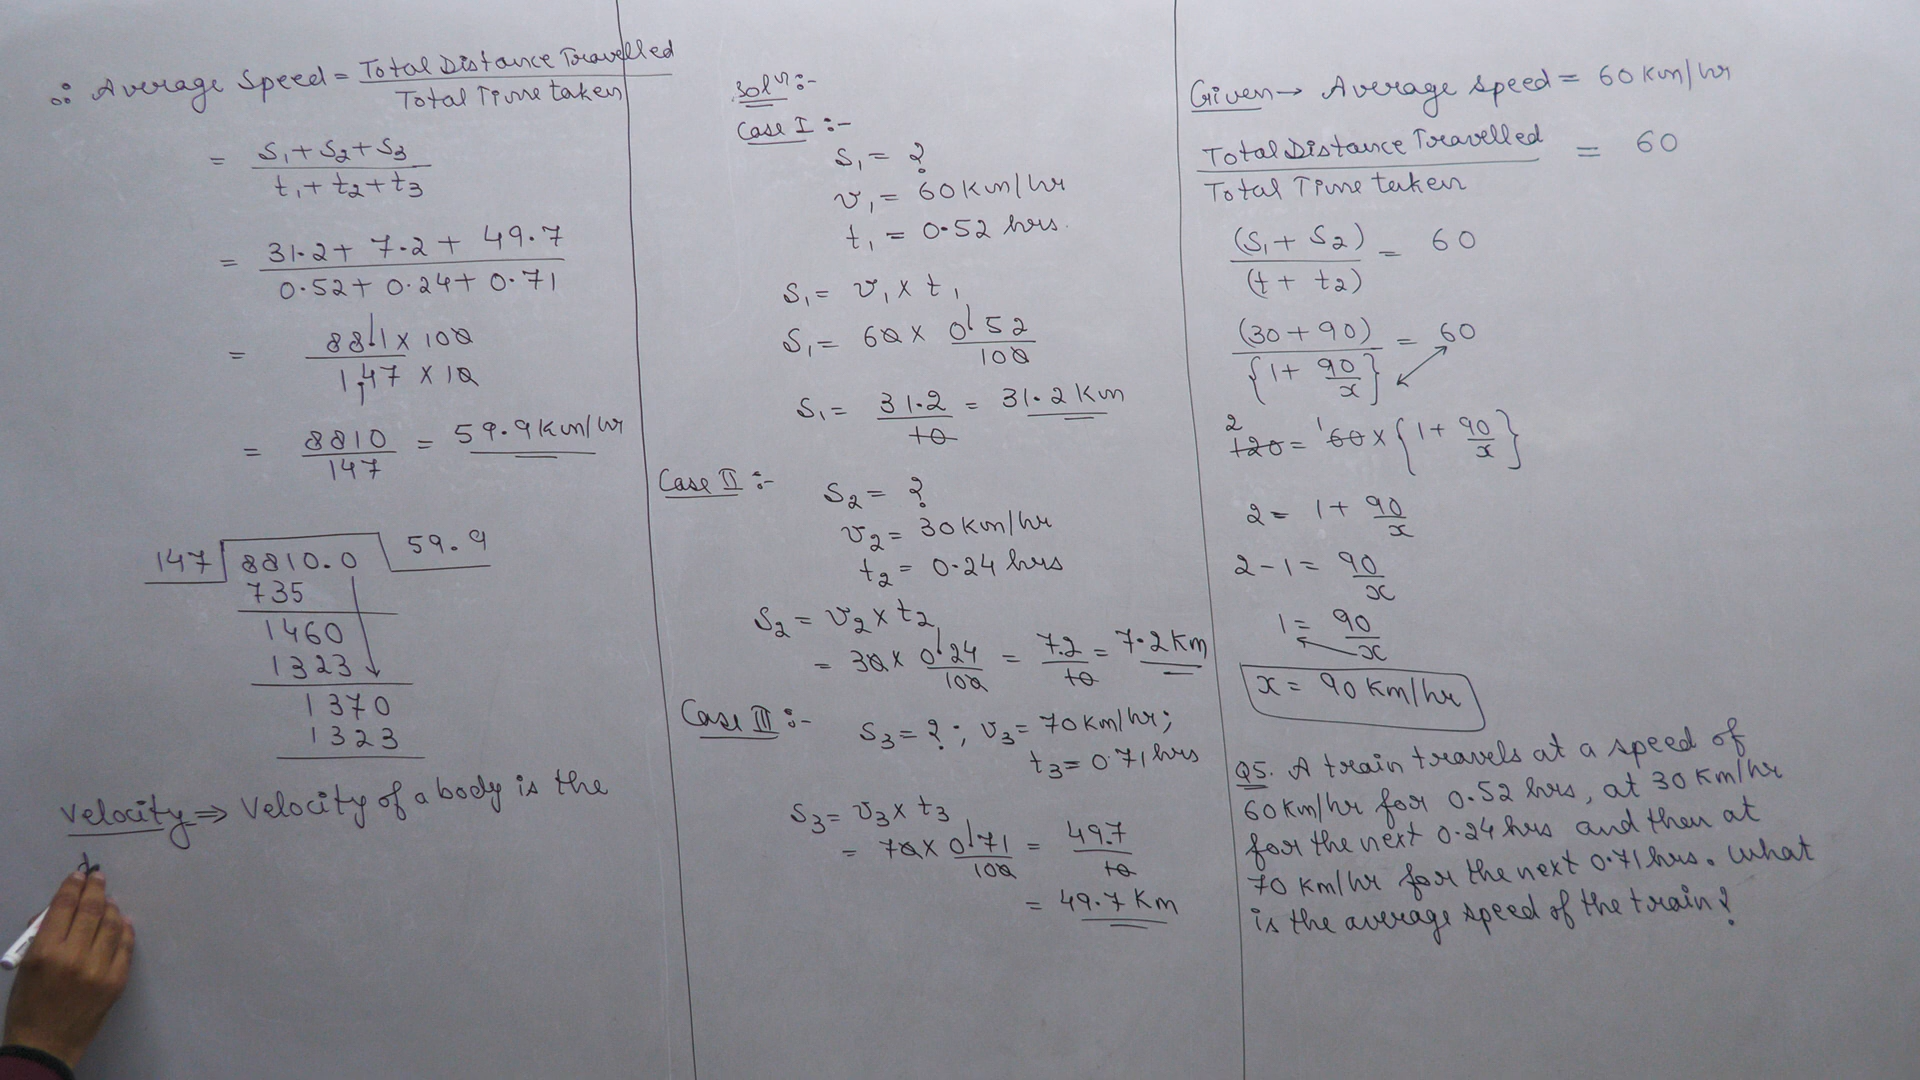 ∴ Average Speed = Total Distance Travelled / Total Time taken
= S₁+S₂+S₃ / t₁+t₂+t₃
= 31.2+ 7.2+ 49.7 / 0.52+ 0.24+ 0.71
= 88.1 x 100 / 1.47 x 10
= 8810 / 147 = 59.9 Km/hr
147 8810.0 59.9
735
1460
1323
1370
1323
Velocity ⇒ Velocity of a body is the
Solⁿ:-
Case I :-
S₁ = ?
v₁ = 60 Km/hr
t₁ = 0.52 hrs.
S₁ = v₁ x t₁
S₁ = 60 x 0.52 / 100
S₁ = 31.2 / 10 = 31.2 Km
Case II :-
S₂ = ?
v₂ = 30 Km/hr
t₂ = 0.24 hrs
S₂ = v₂ x t₂
= 30 x 0.24 / 100 = 7.2 / 10 = 7.2 Km
Case III :-
S₃ = ? ; v₃ = 70 Km/hr;
t₃ = 0.71 hrs
S₃ = v₃ x t₃
= 70 x 0.71 / 100 = 49.7 / 10
= 49.7 Km
Given → Average speed = 60 Km/hr
Total Distance Travelled / Total Time taken = 60
(S₁ + S₂) / (t + t₂) = 60
(30 + 90) / {1 + 90/x} = 60
2
120 = ¹60 x {1 + 90/x}
2 = 1 + 90/x
2 - 1 = 90/x
1 = 90/x
x = 90 Km/hr
Q5. A train travels at a speed of
60 Km/hr for 0.52 hrs, at 30 Km/hr
for the next 0.24 hrs and then at
70 Km/hr for the next 0.71 hrs. What
is the average speed of the train?